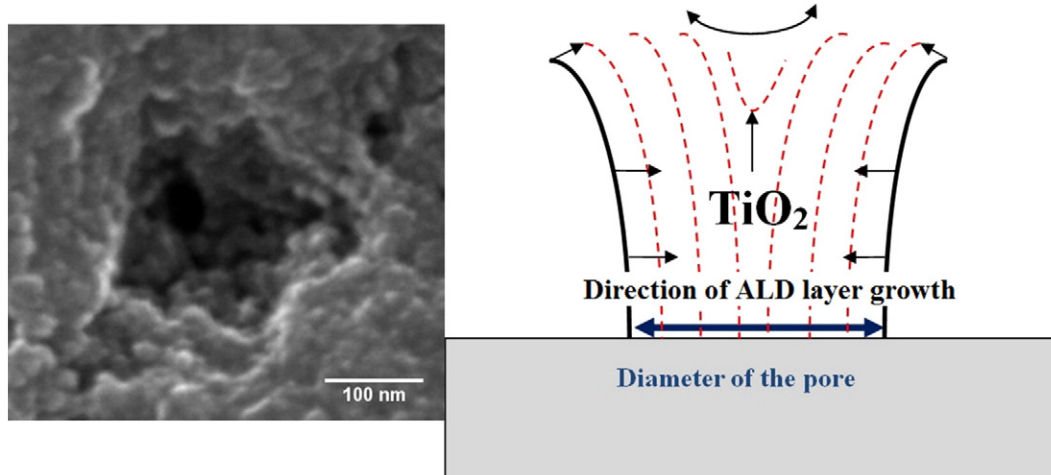 100 nm
TiO₂
Direction of ALD layer growth
Diameter of the pore